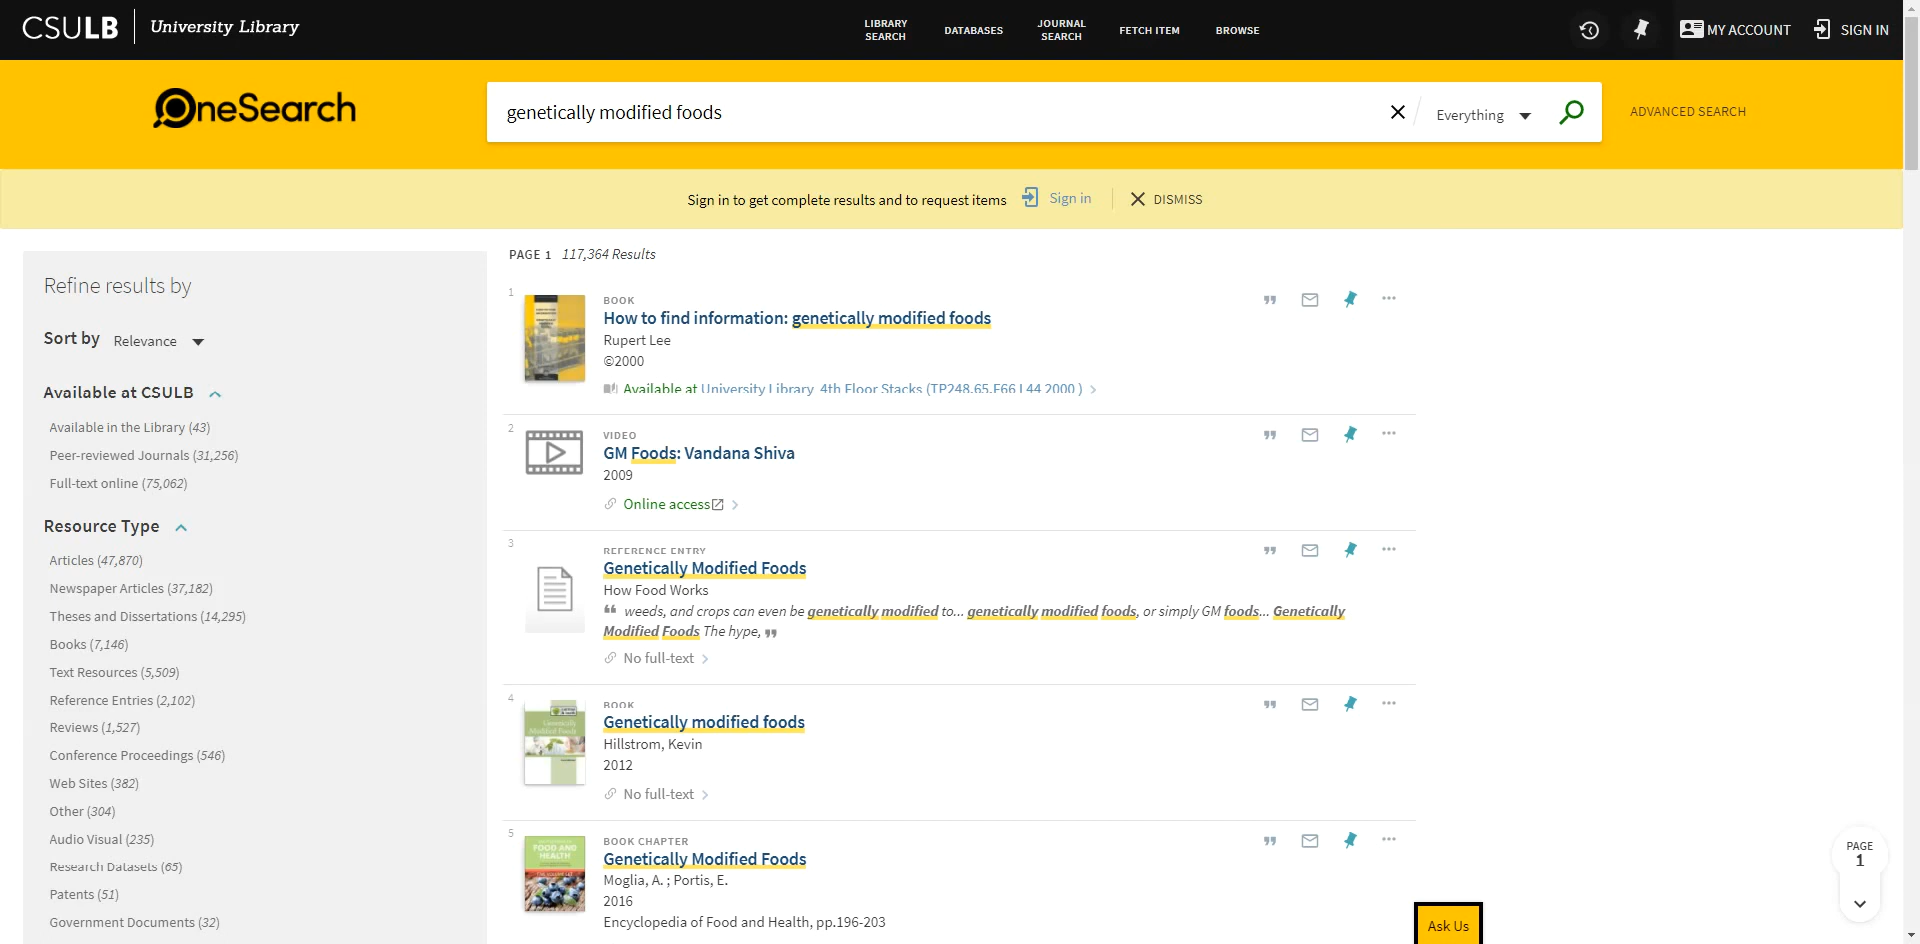 CSULB University Library
LIBRARY SEARCH
DATABASES
JOURNAL SEARCH
FETCH ITEM
BROWSE
MY ACCOUNT
SIGN IN
OneSearch
genetically modified foods
Everything
ADVANCED SEARCH
Sign in to get complete results and to request items
Sign in
DISMISS
Refine results by
Sort by Relevance
Available at CSULB
Available in the Library (43)
Peer-reviewed Journals (31,256)
Full-text online (75,062)
Resource Type
Articles (47,870)
Newspaper Articles (37,182)
Theses and Dissertations (14,295)
Books (7,146)
Text Resources (5,509)
Reference Entries (2,102)
Reviews (1,527)
Conference Proceedings (546)
Web Sites (382)
Other (304)
Audio Visual (235)
Research Datasets (65)
Patents (51)
Government Documents (32)
PAGE 1 117,364 Results
1
BOOK
How to find information: genetically modified foods
Rupert Lee
©2000
Available at University Library 4th Floor Stacks (TP248.65.F66 L44 2000 )
2
VIDEO
GM Foods: Vandana Shiva
2009
Online access
3
REFERENCE ENTRY
Genetically Modified Foods
How Food Works
❝ weeds, and crops can even be genetically modified to... genetically modified foods, or simply GM foods... Genetically
Modified Foods The hype, ❞
No full-text
4
BOOK
Genetically modified foods
Hillstrom, Kevin
2012
No full-text
5
FOOD AND
HEALTH
BOOK CHAPTER
Genetically Modified Foods
Moglia, A. ; Portis, E.
2016
Encyclopedia of Food and Health, pp.196-203
PAGE
1
Ask Us